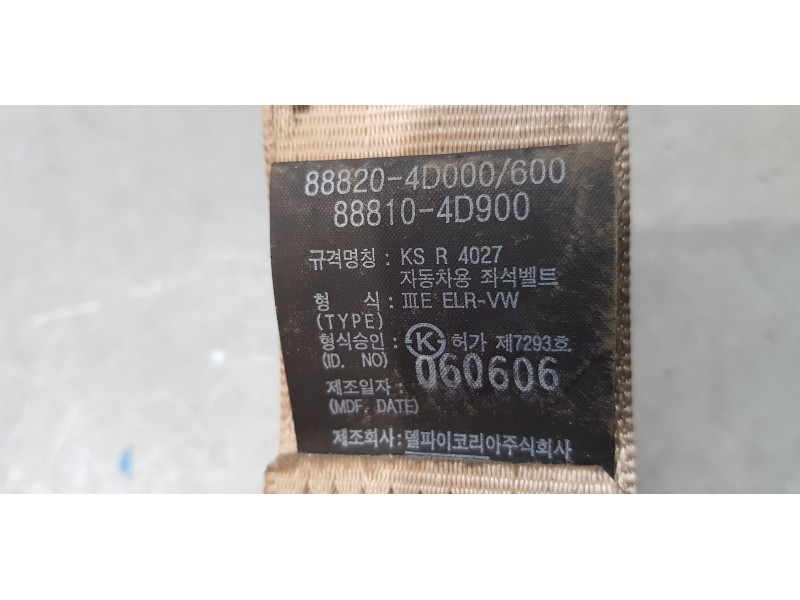 88820-4D000/600
88810-4D900
규격명칭 : KS R 4027
자동차용 좌석벨트
형 식 : ⅢE ELR-VW
(TYPE)
형식승인 : K 허가 제7293호
(ID. NO)
제조일자 : 060606
(MDF. DATE)
제조회사 : 델파이코리아주식회사